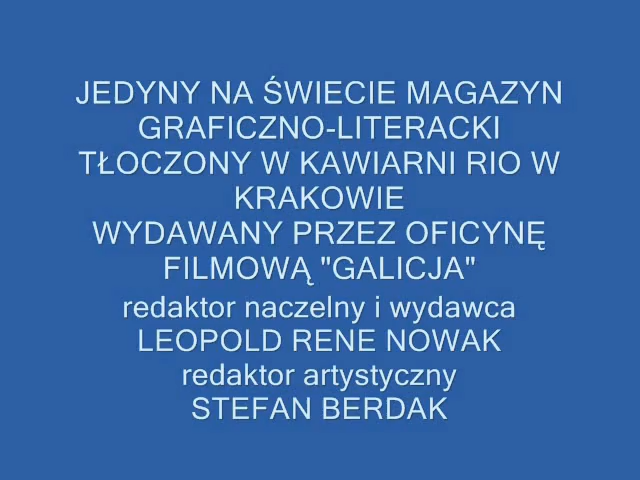 JEDYNY NA ŚWIECIE MAGAZYN
GRAFICZNO-LITERACKI
TŁOCZONY W KAWIARNI RIO W
KRAKOWIE
WYDAWANY PRZEZ OFICYNĘ
FILMOWĄ "GALICJA"
redaktor naczelny i wydawca
LEOPOLD RENE NOWAK
redaktor artystyczny
STEFAN BERDAK